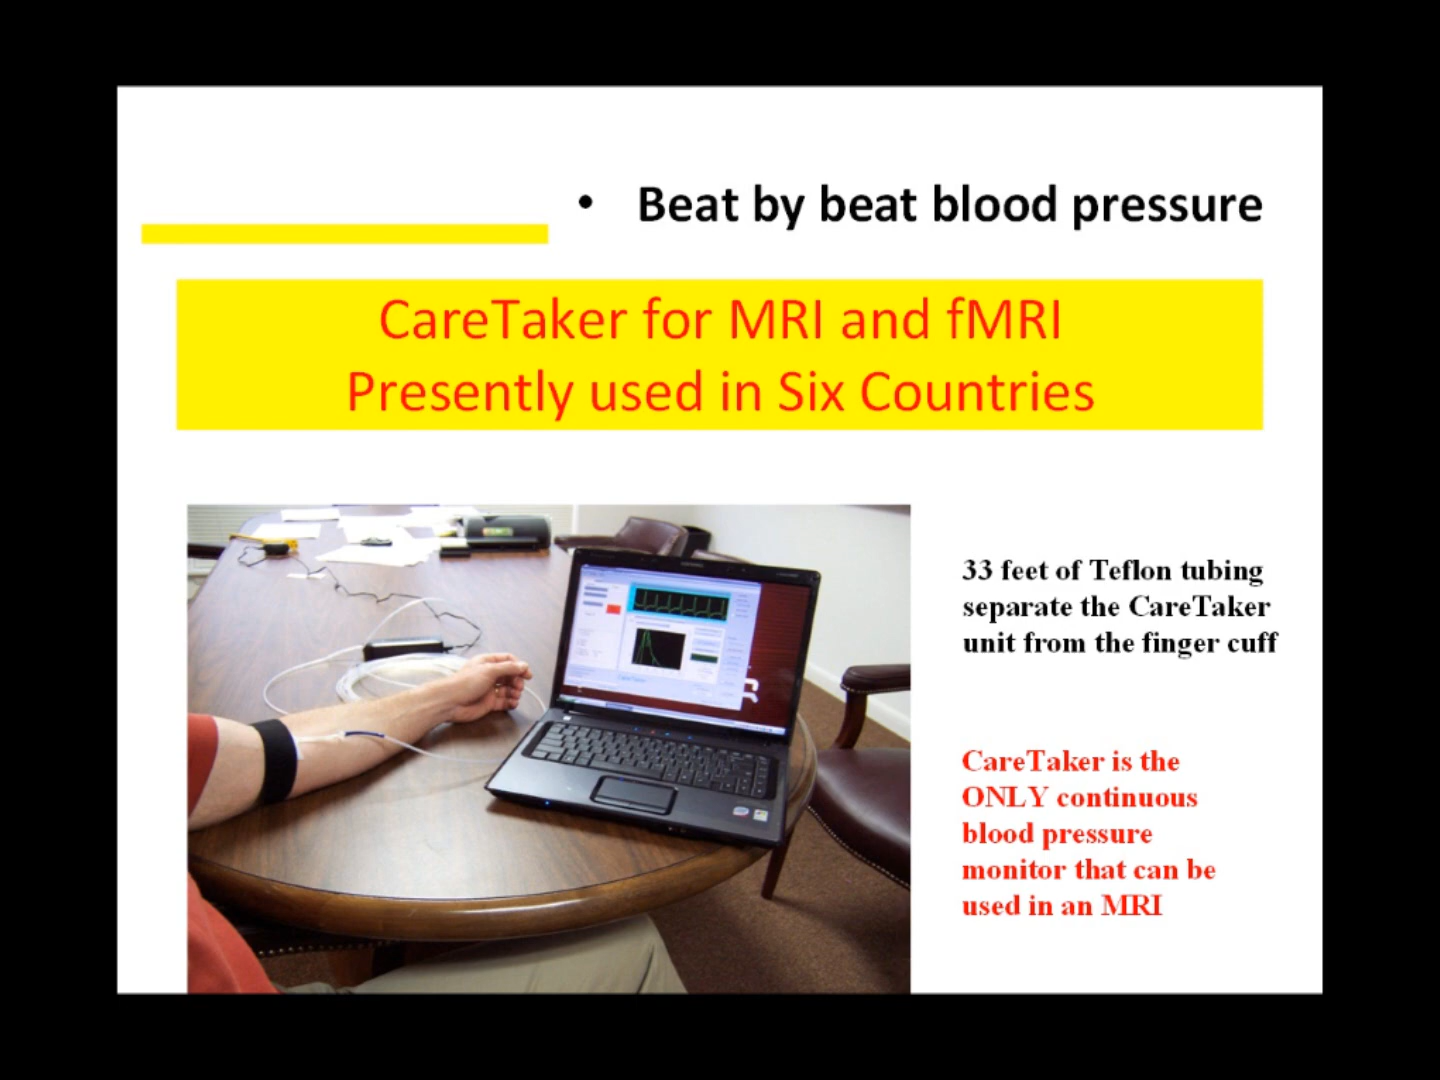 • Beat by beat blood pressure
CareTaker for MRI and fMRI
Presently used in Six Countries
33 feet of Teflon tubing
separate the CareTaker
unit from the finger cuff
CareTaker is the
ONLY continuous
blood pressure
monitor that can be
used in an MRI